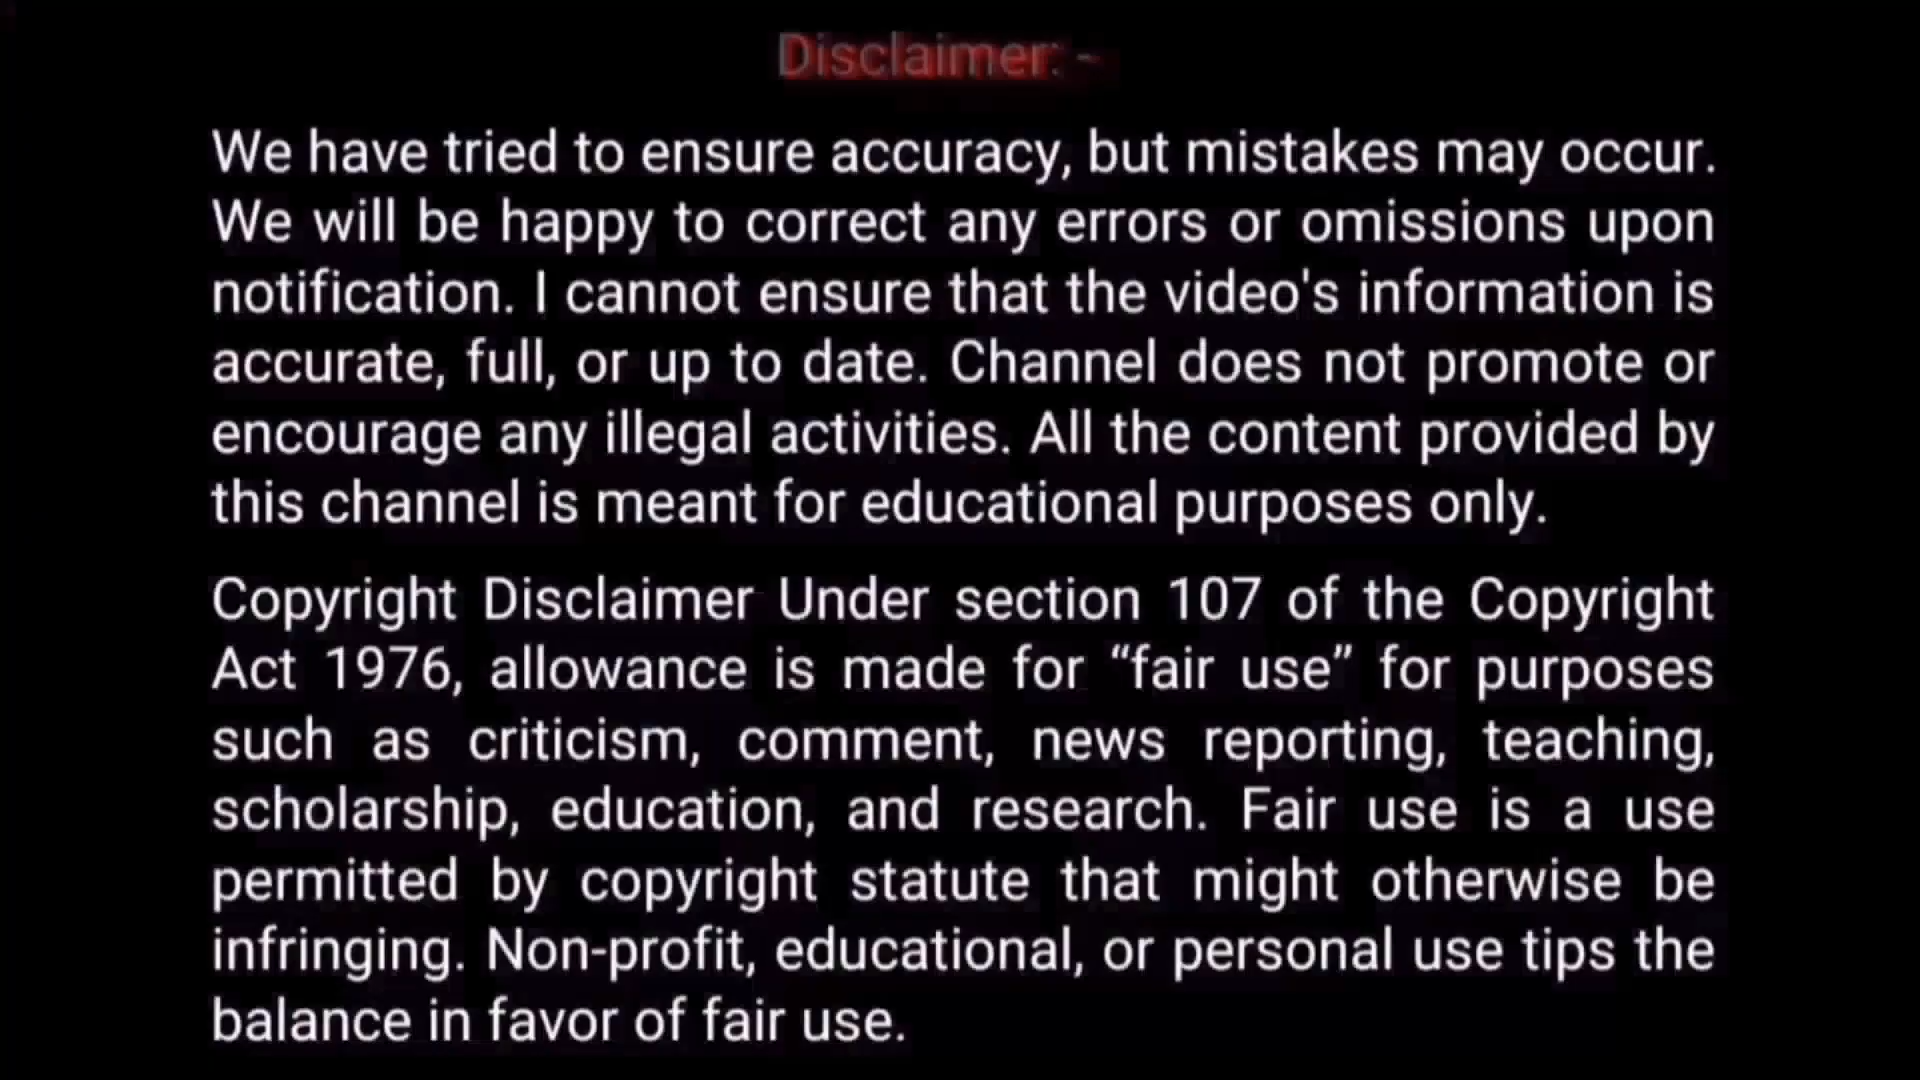 Disclaimer: -
We have tried to ensure accuracy, but mistakes may occur.
We will be happy to correct any errors or omissions upon
notification. I cannot ensure that the video's information is
accurate, full, or up to date. Channel does not promote or
encourage any illegal activities. All the content provided by
this channel is meant for educational purposes only.
Copyright Disclaimer Under section 107 of the Copyright
Act 1976, allowance is made for “fair use” for purposes
such as criticism, comment, news reporting, teaching,
scholarship, education, and research. Fair use is a use
permitted by copyright statute that might otherwise be
infringing. Non-profit, educational, or personal use tips the
balance in favor of fair use.